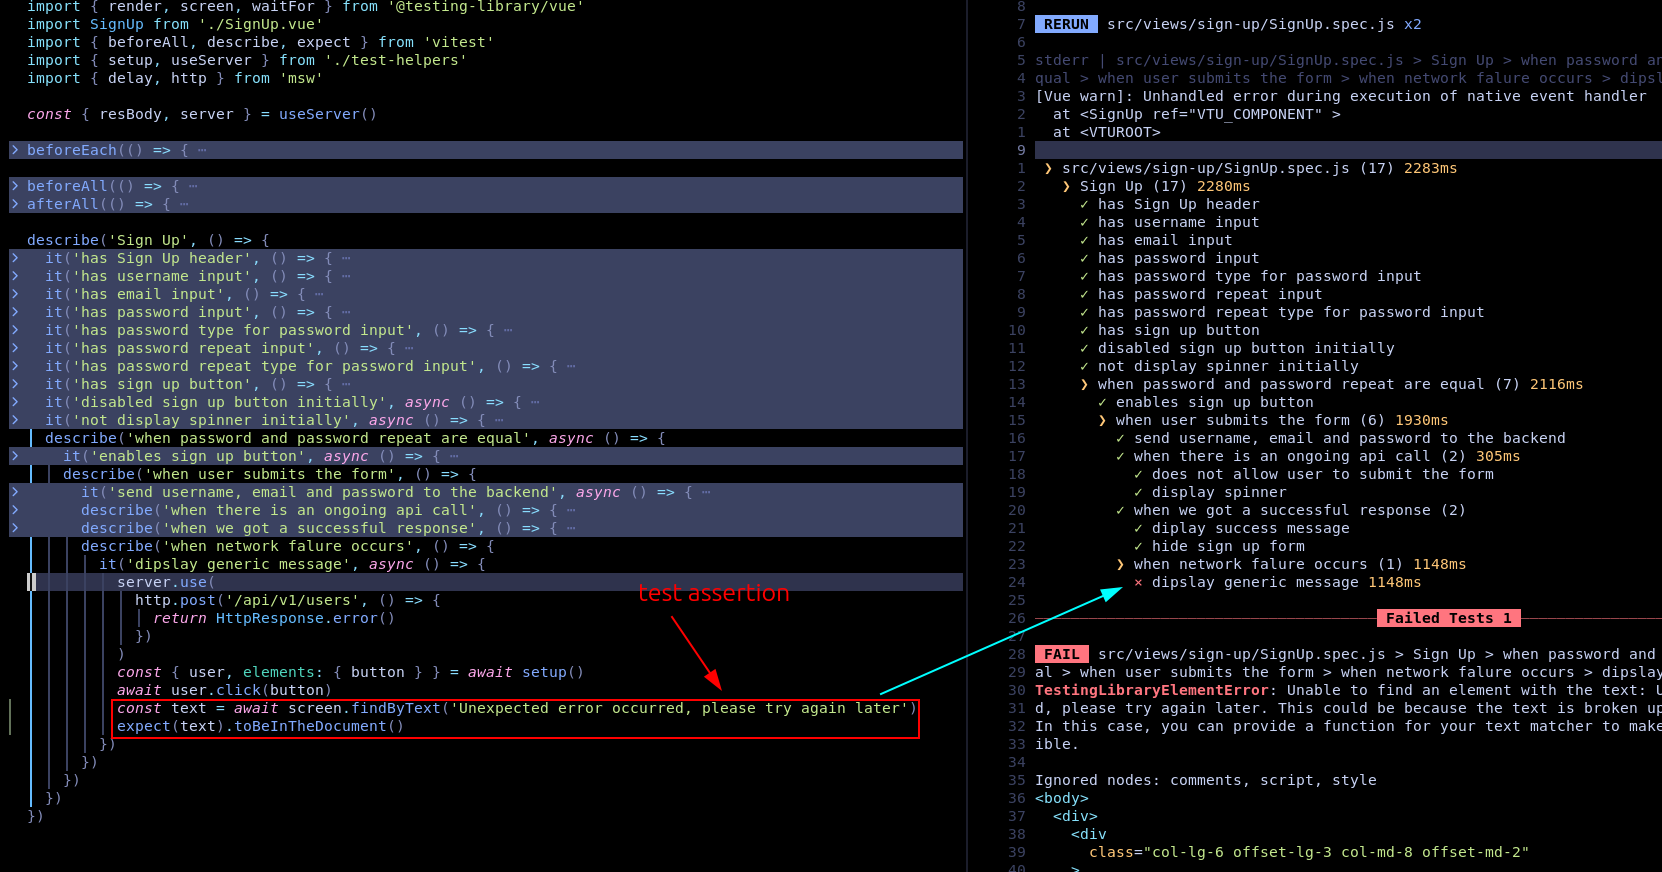 import { render, screen, waitFor } from '@testing-library/vue'
import SignUp from './SignUp.vue'
import { beforeAll, describe, expect } from 'vitest'
import { setup, useServer } from './test-helpers'
import { delay, http } from 'msw'
const { resBody, server } = useServer()
> beforeEach(() => { ⋯
> beforeAll(() => { ⋯
> afterAll(() => { ⋯
describe('Sign Up', () => {
> it('has Sign Up header', () => { ⋯
> it('has username input', () => { ⋯
> it('has email input', () => { ⋯
> it('has password input', () => { ⋯
> it('has password type for password input', () => { ⋯
> it('has password repeat input', () => { ⋯
> it('has password repeat type for password input', () => { ⋯
> it('has sign up button', () => { ⋯
> it('disabled sign up button initially', async () => { ⋯
> it('not display spinner initially', async () => { ⋯
describe('when password and password repeat are equal', async () => {
> it('enables sign up button', async () => { ⋯
describe('when user submits the form', () => {
> it('send username, email and password to the backend', async () => { ⋯
> describe('when there is an ongoing api call', () => { ⋯
> describe('when we got a successful response', () => { ⋯
describe('when network falure occurs', () => {
it('dipslay generic message', async () => {
server.use(
http.post('/api/v1/users', () => {
return HttpResponse.error()
})
)
const { user, elements: { button } } = await setup()
await user.click(button)
const text = await screen.findByText('Unexpected error occurred, please try again later')
expect(text).toBeInTheDocument()
})
})
})
})
})
test assertion
8
7 RERUN src/views/sign-up/SignUp.spec.js x2
6
5 stderr | src/views/sign-up/SignUp.spec.js > Sign Up > when password an
4 qual > when user submits the form > when network falure occurs > dipsl
3 [Vue warn]: Unhandled error during execution of native event handler
2 at <SignUp ref="VTU_COMPONENT" >
1 at <VTUROOT>
9
1 ❯ src/views/sign-up/SignUp.spec.js (17) 2283ms
2 ❯ Sign Up (17) 2280ms
3 ✓ has Sign Up header
4 ✓ has username input
5 ✓ has email input
6 ✓ has password input
7 ✓ has password type for password input
8 ✓ has password repeat input
9 ✓ has password repeat type for password input
10 ✓ has sign up button
11 ✓ disabled sign up button initially
12 ✓ not display spinner initially
13 ❯ when password and password repeat are equal (7) 2116ms
14 ✓ enables sign up button
15 ❯ when user submits the form (6) 1930ms
16 ✓ send username, email and password to the backend
17 ✓ when there is an ongoing api call (2) 305ms
18 ✓ does not allow user to submit the form
19 ✓ display spinner
20 ✓ when we got a successful response (2)
21 ✓ diplay success message
22 ✓ hide sign up form
23 ❯ when network falure occurs (1) 1148ms
24 × dipslay generic message 1148ms
25
26 Failed Tests 1
27
28 FAIL src/views/sign-up/SignUp.spec.js > Sign Up > when password and
29 al > when user submits the form > when network falure occurs > dipslay
30 TestingLibraryElementError: Unable to find an element with the text: U
31 d, please try again later. This could be because the text is broken up
32 In this case, you can provide a function for your text matcher to make
33 ible.
34
35 Ignored nodes: comments, script, style
36 <body>
37 <div>
38 <div
39 class="col-lg-6 offset-lg-3 col-md-8 offset-md-2"
40 >